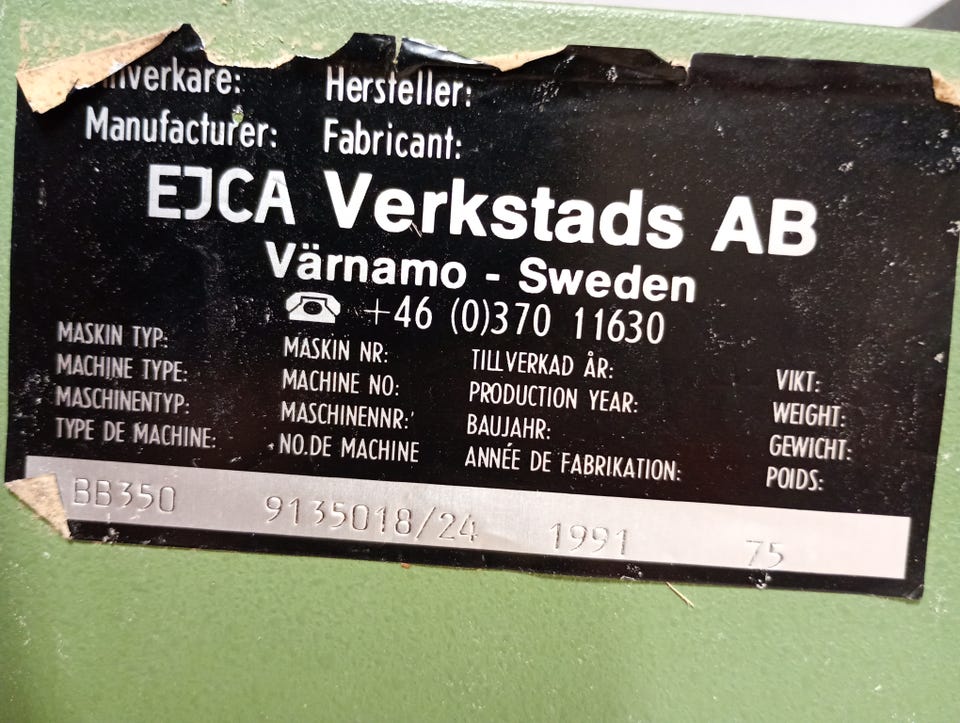 Hersteller:
Manufacturer: Fabricant:
EJCA Verkstads AB
Värnamo - Sweden
+46 (0)370 11630
MASKIN TYP: MASKIN NR: TILLVERKAD ÅR: VIKT:
MACHINE TYPE: MACHINE NO: PRODUCTION YEAR: WEIGHT:
MASCHINENTYP: MASCHINENNR: BAUJAHR: GEWICHT:
TYPE DE MACHINE: NO.DE MACHINE ANNÉE DE FABRIKATION: POIDS:
BB350 9135018/24 1991 75